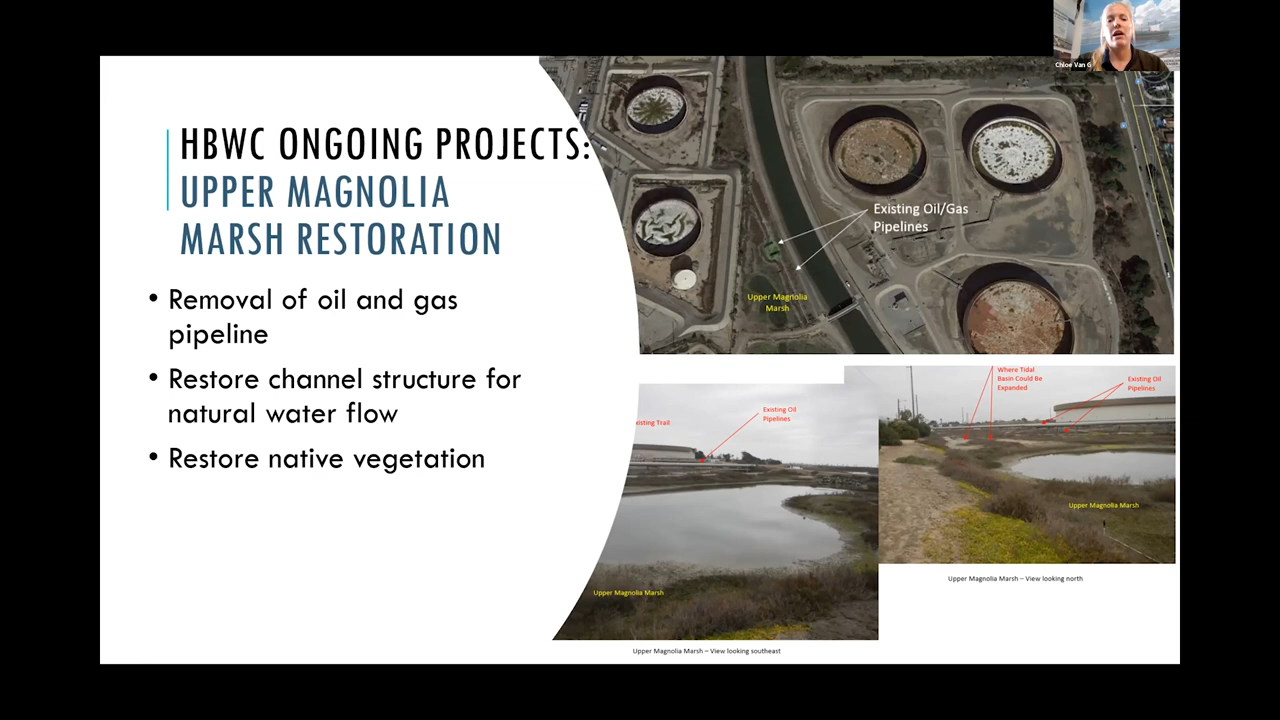 Chloe Van G
HBWC ONGOING PROJECTS:
UPPER MAGNOLIA
MARSH RESTORATION
• Removal of oil and gas
pipeline
• Restore channel structure for
natural water flow
• Restore native vegetation
Existing Oil/Gas
Pipelines
Upper Magnolia
Marsh
xisting Trail
Existing Oil
Pipelines
Upper Magnolia Marsh
Upper Magnolia Marsh – View looking southeast
Where Tidal
Basin Could Be
Expanded
Existing Oil
Pipelines
Upper Magnolia Marsh
Upper Magnolia Marsh – View looking north